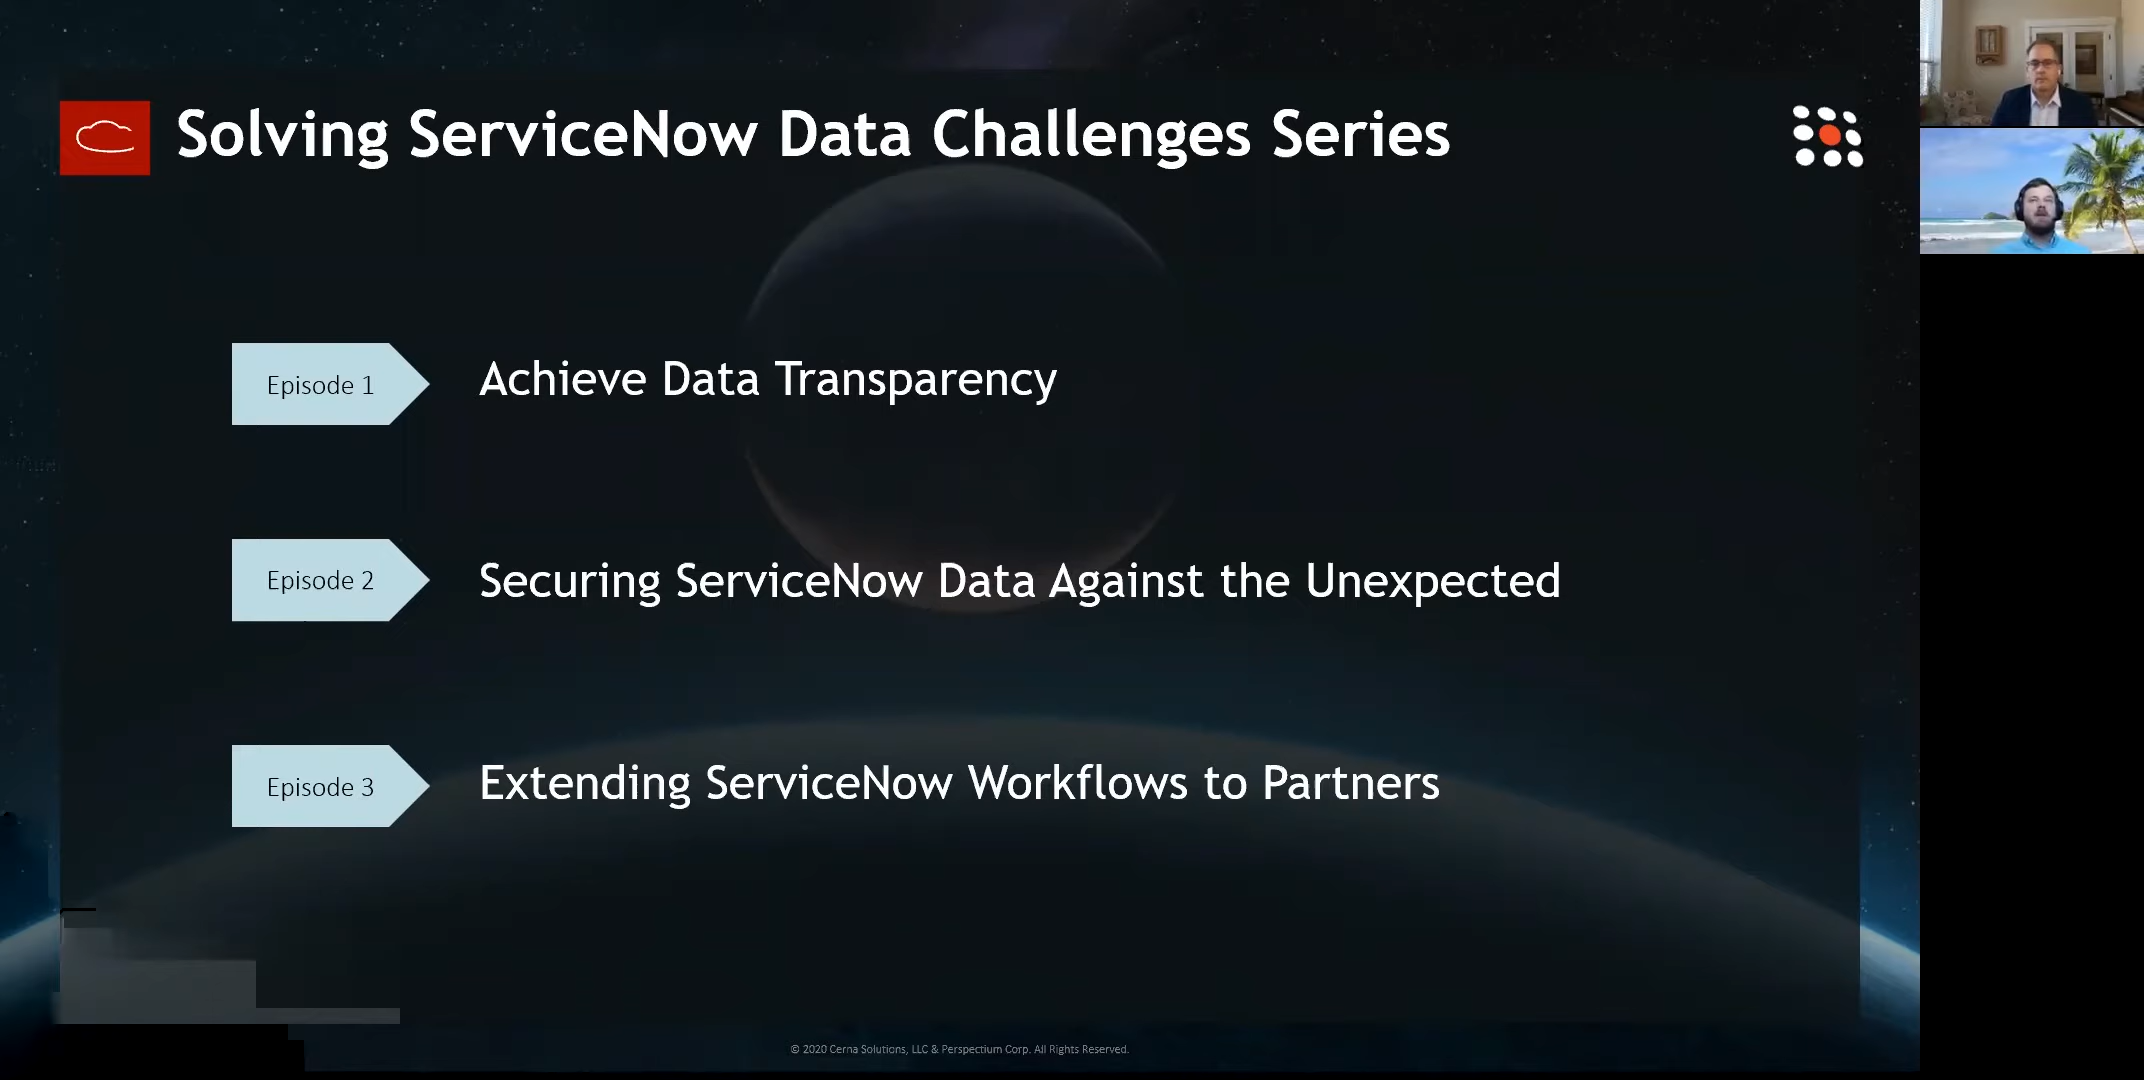 Solving ServiceNow Data Challenges Series
Episode 1
Achieve Data Transparency
Episode 2
Securing ServiceNow Data Against the Unexpected
Episode 3
Extending ServiceNow Workflows to Partners
© 2020 Cerna Solutions, LLC & Perspectium Corp. All Rights Reserved.